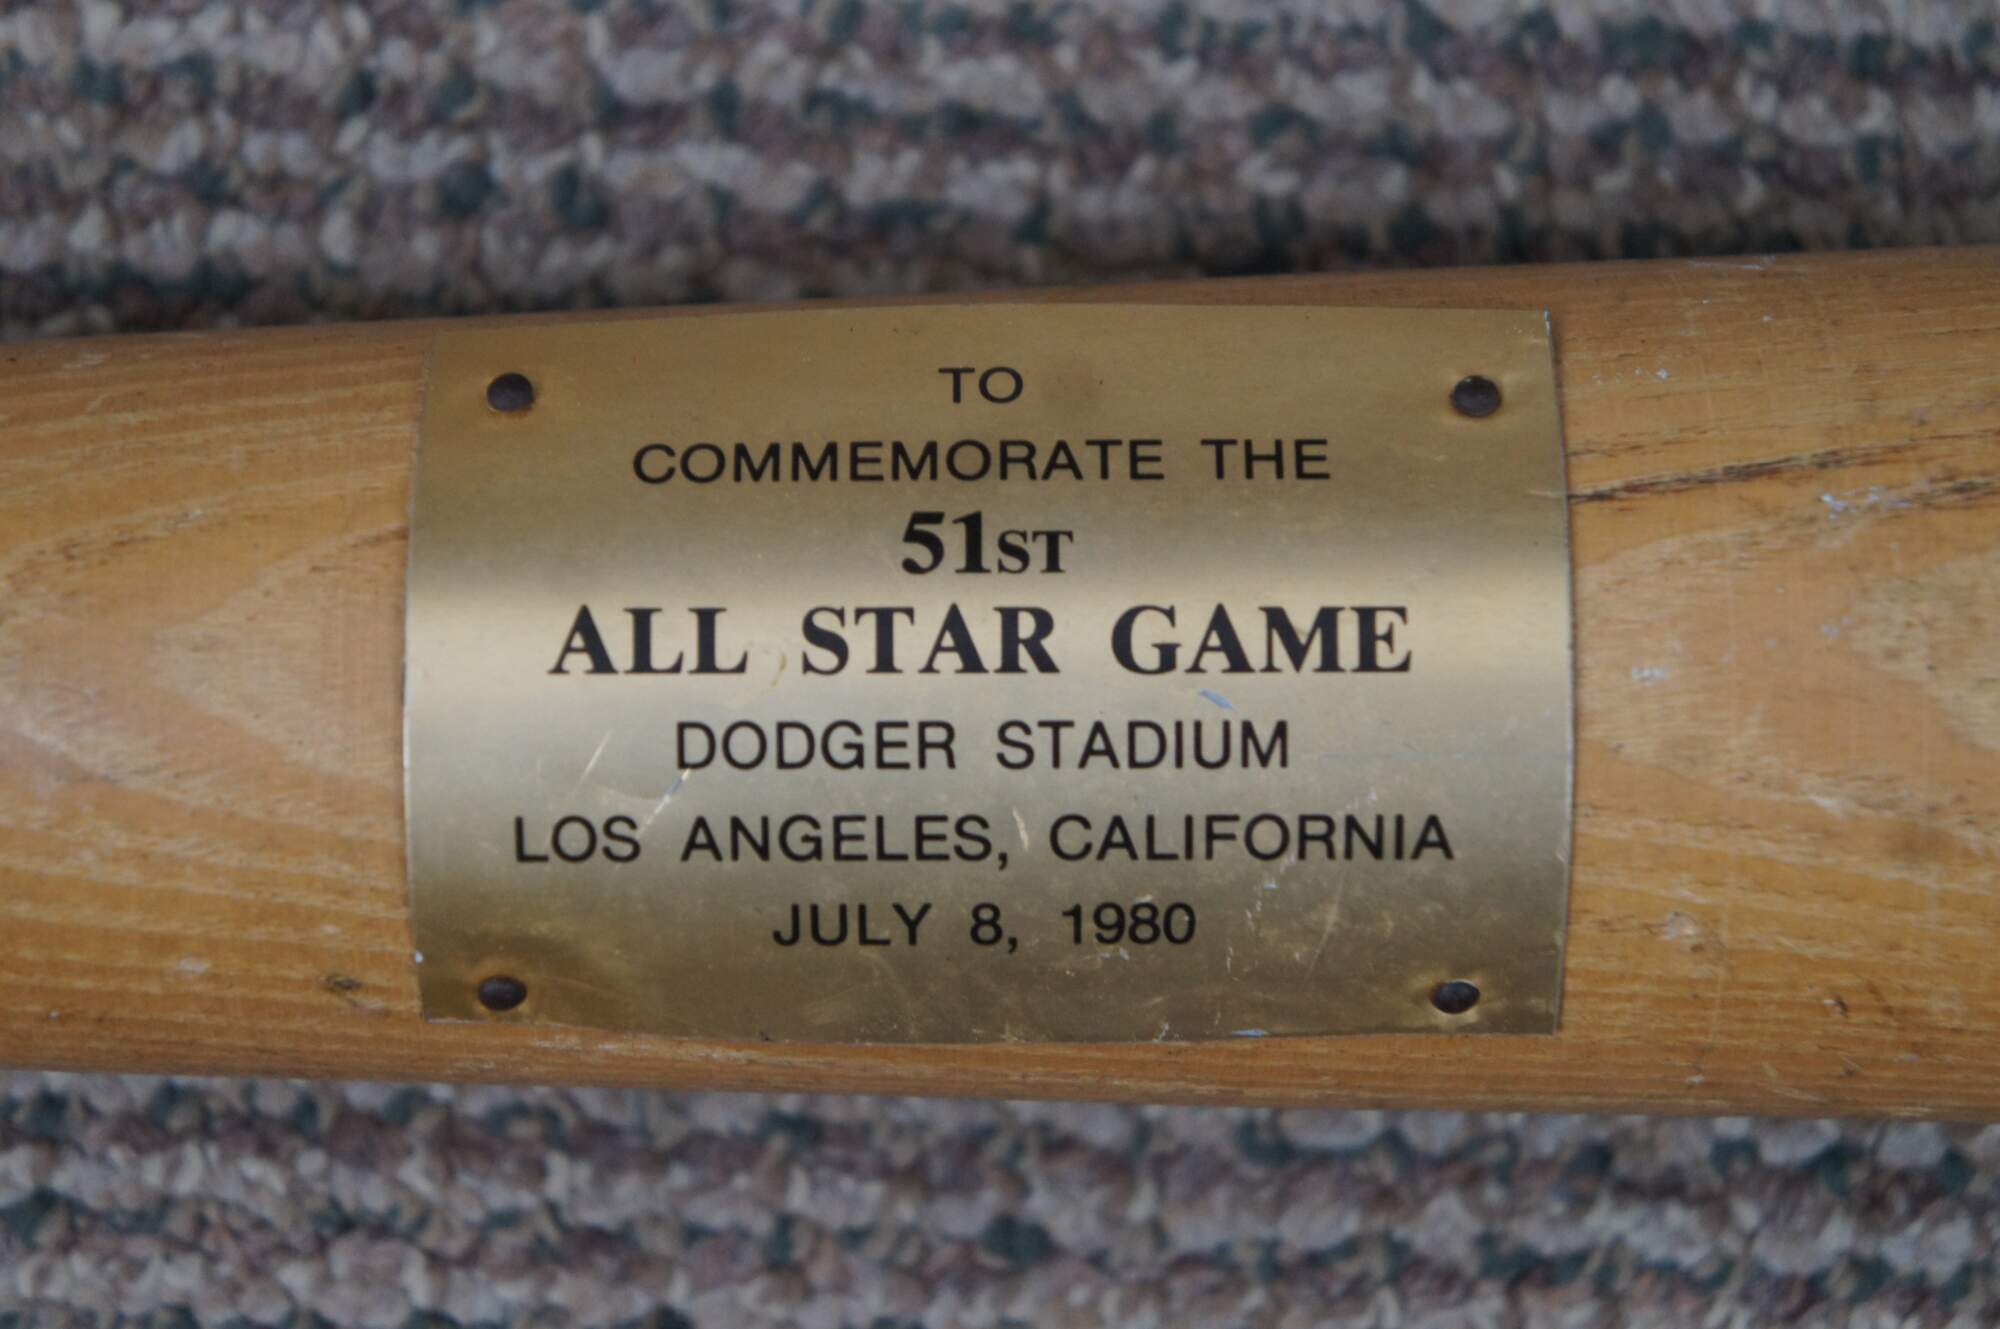 TO
COMMEMORATE THE
51ST
ALL STAR GAME
DODGER STADIUM
LOS ANGELES, CALIFORNIA
JULY 8, 1980